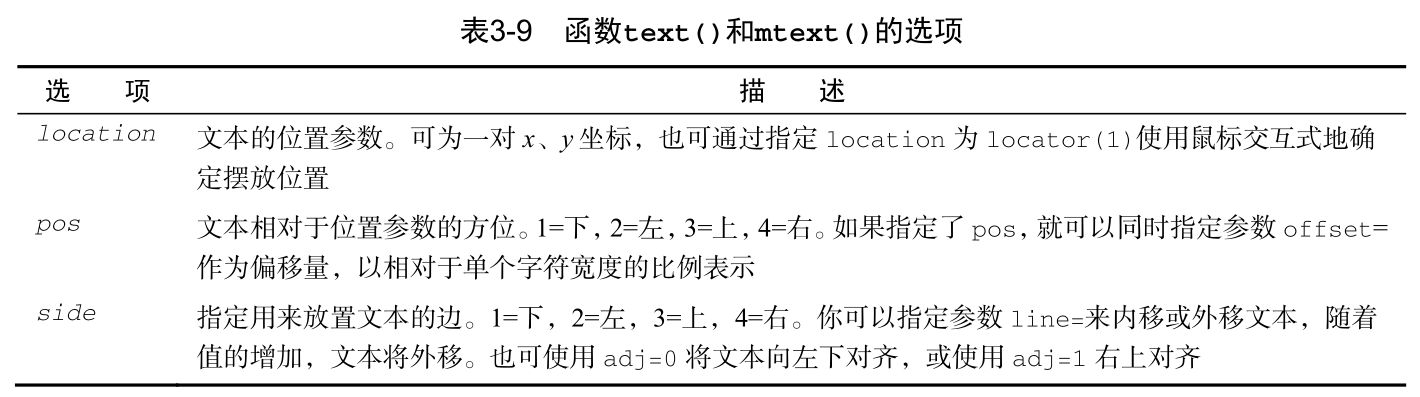 表3-9 函数text()和mtext()的选项
选 项 描 述
location 文本的位置参数。可为一对 x、y 坐标，也可通过指定 location 为 locator(1)使用鼠标交互式地确
定摆放位置
pos 文本相对于位置参数的方位。1=下，2=左，3=上，4=右。如果指定了 pos，就可以同时指定参数 offset=
作为偏移量，以相对于单个字符宽度的比例表示
side 指定用来放置文本的边。1=下，2=左，3=上，4=右。你可以指定参数 line=来内移或外移文本，随着
值的增加，文本将外移。也可使用 adj=0 将文本向左下对齐，或使用 adj=1 右上对齐